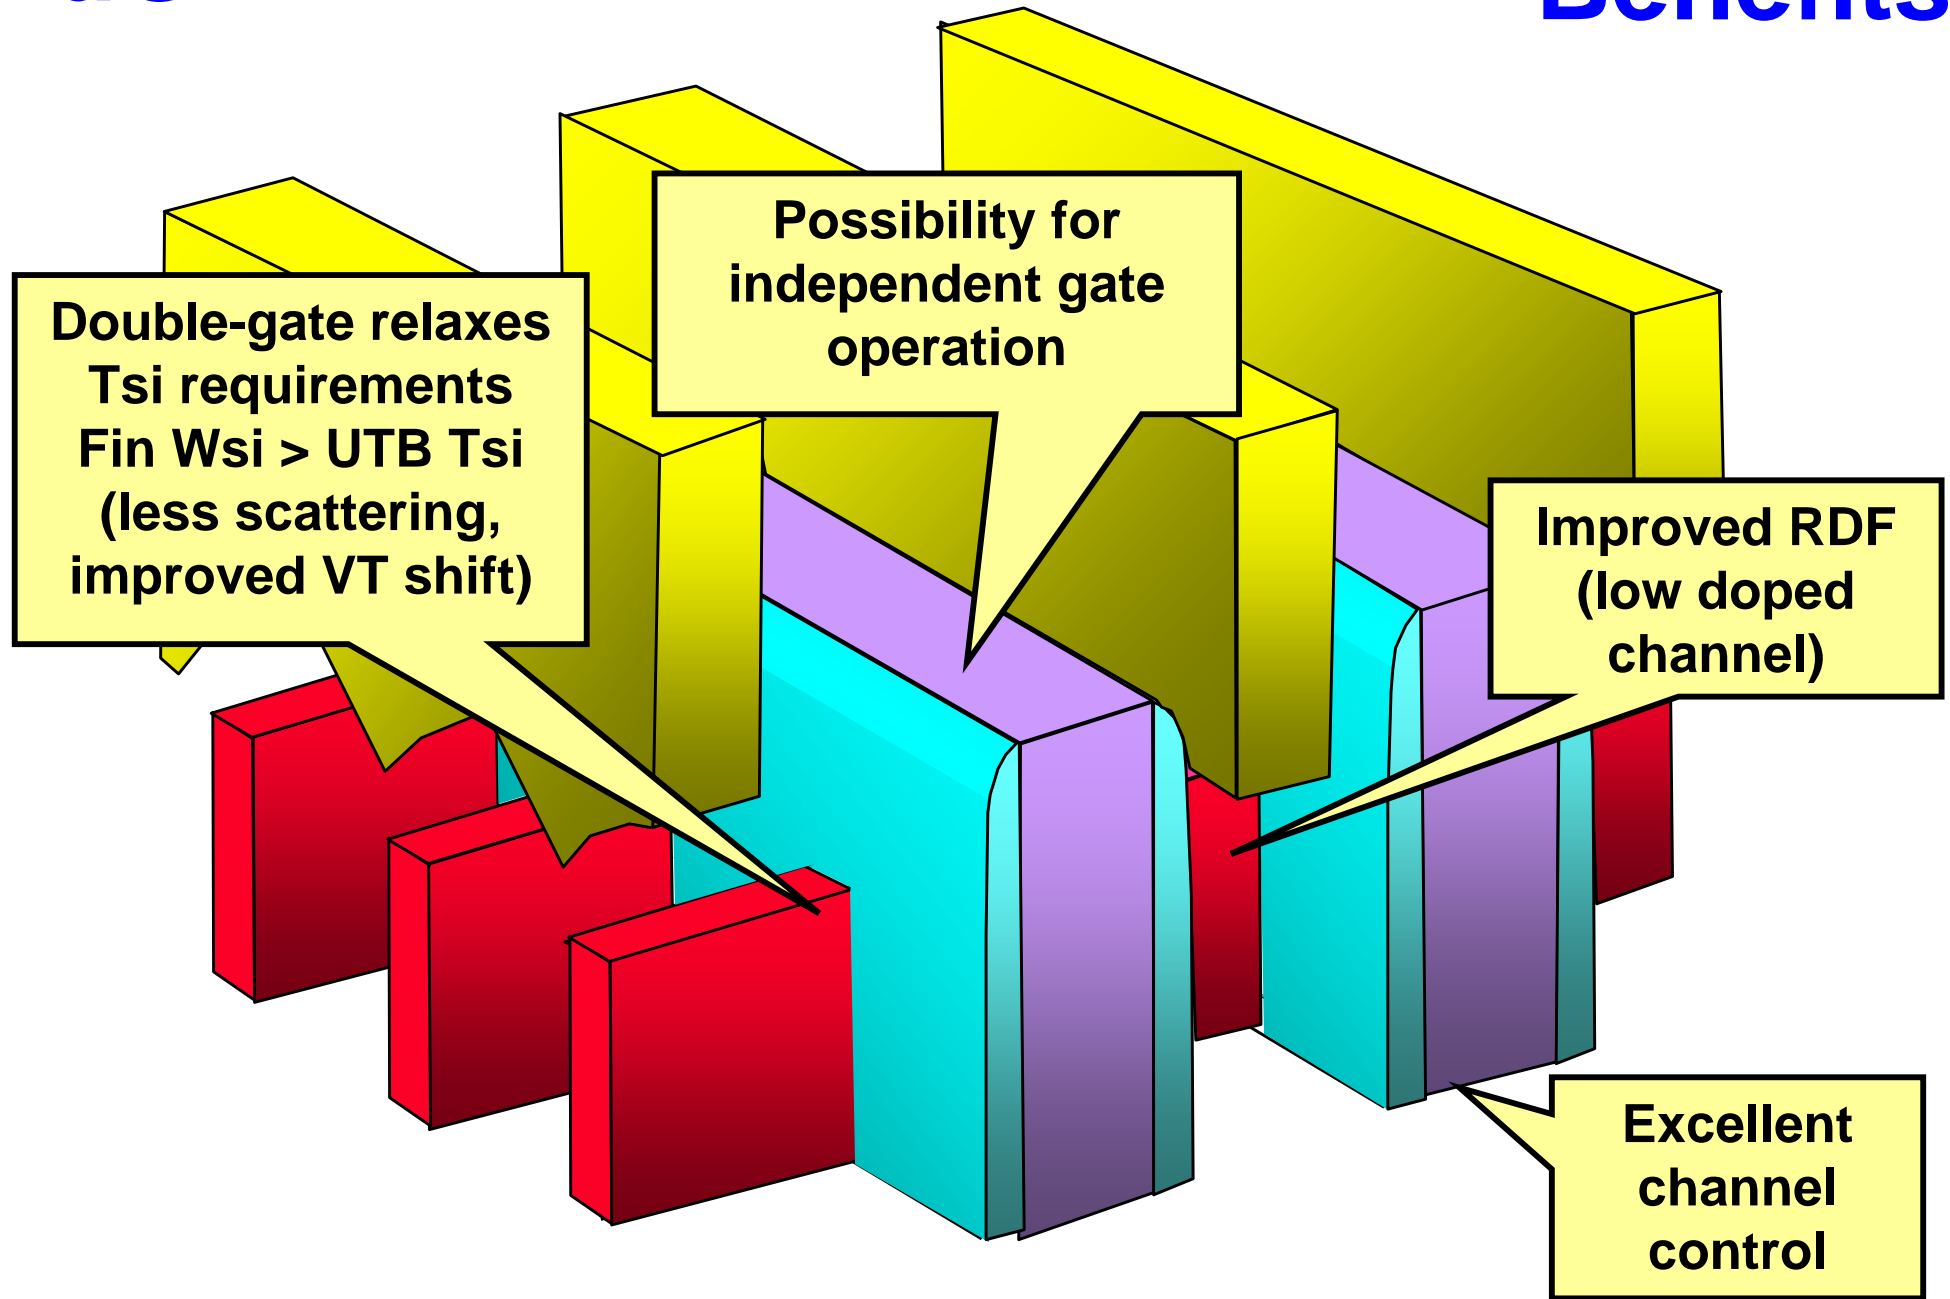 Benefits
Possibility for
independent gate
operation
Double-gate relaxes
Tsi requirements
Fin Wsi > UTB Tsi
(less scattering,
improved VT shift)
Improved RDF
(low doped
channel)
Excellent
channel
control